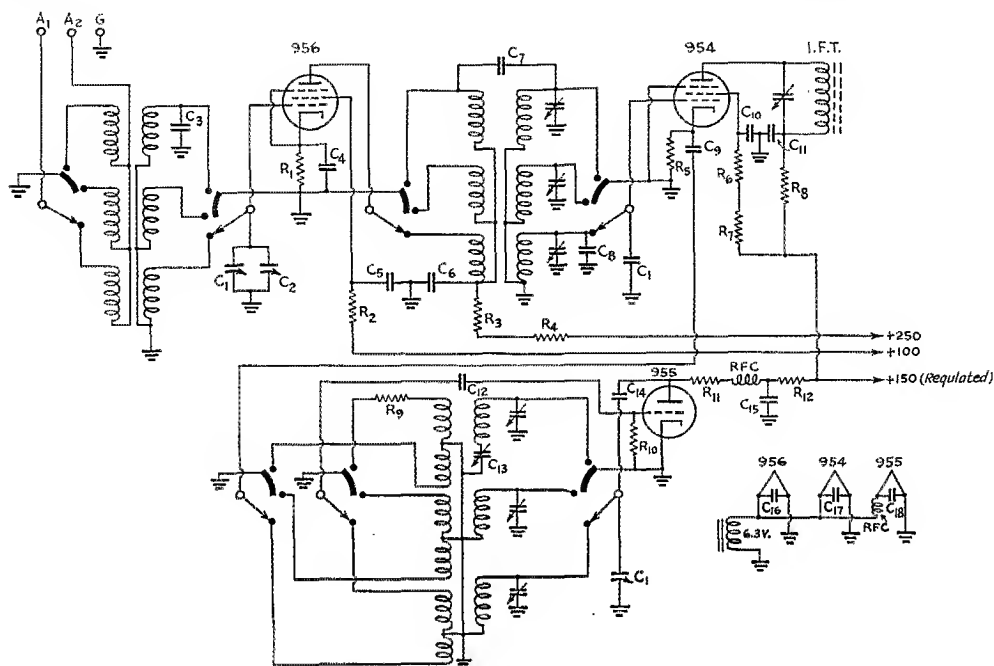 A1 A2 G
956
954
I.F.T.
C7
C3
C4
R1
C9
C10
C11
R5
R6
R8
R7
C1
C2
C5
C6
C8
C1
R2
R3
R4
+250
+100
+150 (Regulated)
955
RFC
C12
C14
R11
C15
R12
R9
R10
C13
C1
956
954
955
C16
C17
C18
RFC
6.3V.